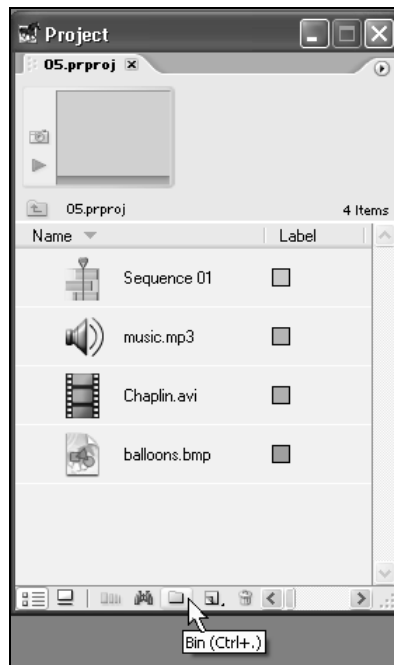 Project
05.prproj
05.prproj 4 Items
Name Label
Sequence 01
music.mp3
Chaplin.avi
balloons.bmp
Bin (Ctrl+.)